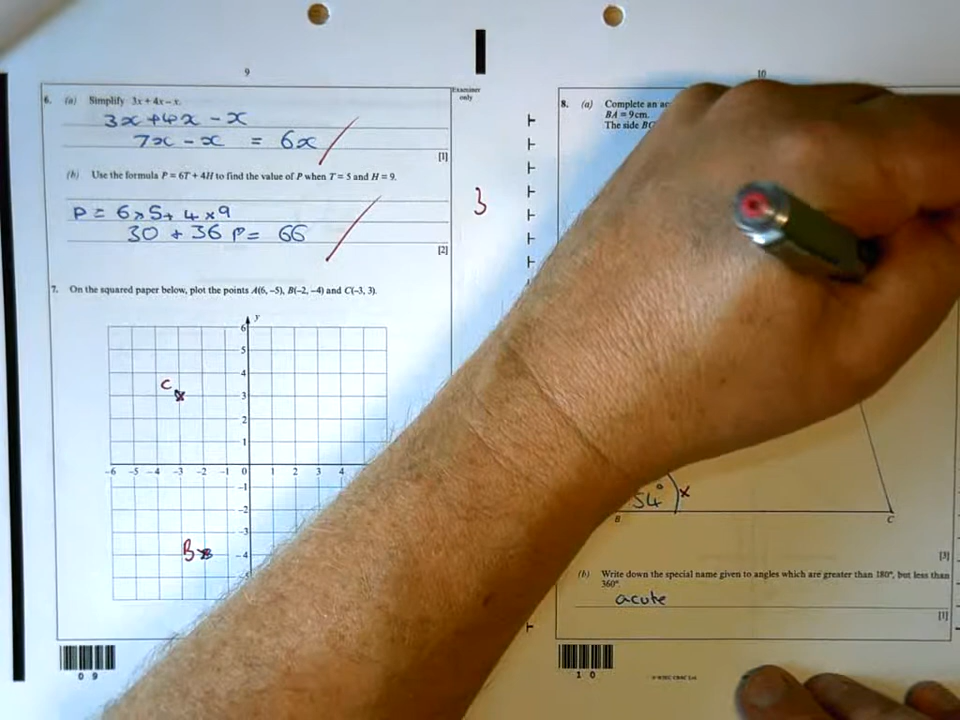 9
Examiner
only
6. (a) Simplify 3x + 4x – x.
3x + 4x - x
7x - x = 6x
[1]
(b) Use the formula P = 6T + 4H to find the value of P when T = 5 and H = 9.
P = 6×5+ 4×9
30 + 36 P= 66
[2]
3
7. On the squared paper below, plot the points A(6, –5), B(–2, –4) and C(–3, 3).
y
6
5
4
3
2
1
-6 -5 -4 -3 -2 -1 0 1 2 3 4
-1
-2
-3
-4
C
B
09
10
8. (a) Complete an
BA = 9 cm.
The side BC
54°
B
C
[3]
(b) Write down the special name given to angles which are greater than 180°, but less than
360°.
acute
[1]
10